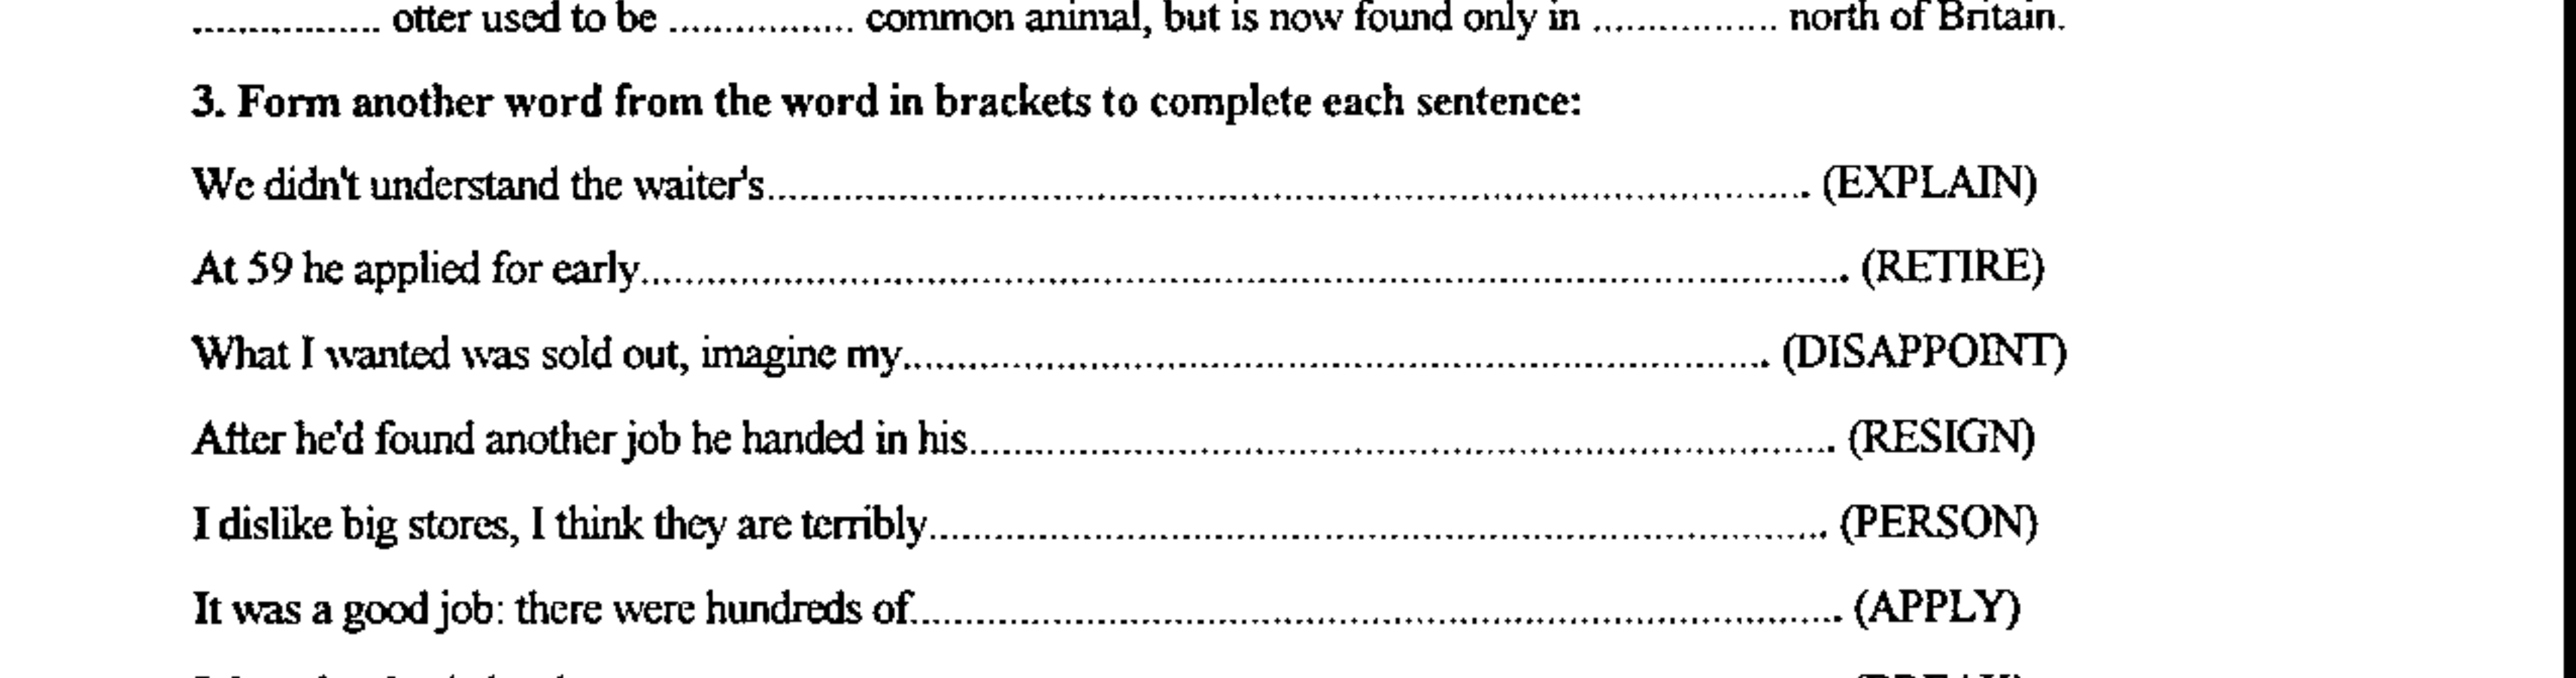 ................ otter used to be ................ common animal, but is now found only in ................ north of Britain.
3. Form another word from the word in brackets to complete each sentence:
We didn't understand the waiter's................................................................................ (EXPLAIN)
At 59 he applied for early................................................................................ (RETIRE)
What I wanted was sold out, imagine my................................................................................ (DISAPPOINT)
After he'd found another job he handed in his................................................................................ (RESIGN)
I dislike big stores, I think they are terribly................................................................................ (PERSON)
It was a good job: there were hundreds of................................................................................ (APPLY)